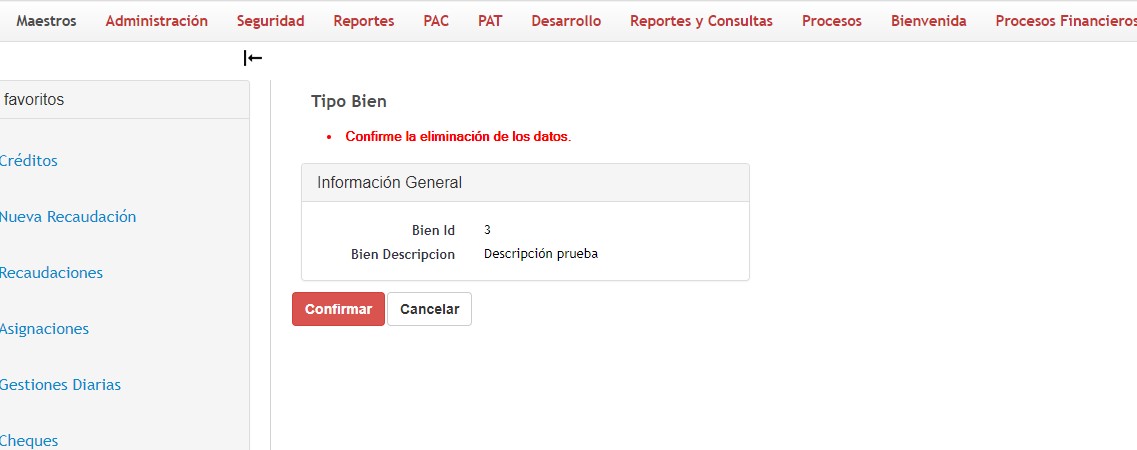 Maestros Administración Seguridad Reportes PAC PAT Desarrollo Reportes y Consultas Procesos Bienvenida Procesos Financieros
favoritos
Créditos
Nueva Recaudación
Recaudaciones
Asignaciones
Gestiones Diarias
Cheques
Tipo Bien
• Confirme la eliminación de los datos.
Información General
Bien Id 3
Bien Descripcion Descripción prueba
Confirmar Cancelar